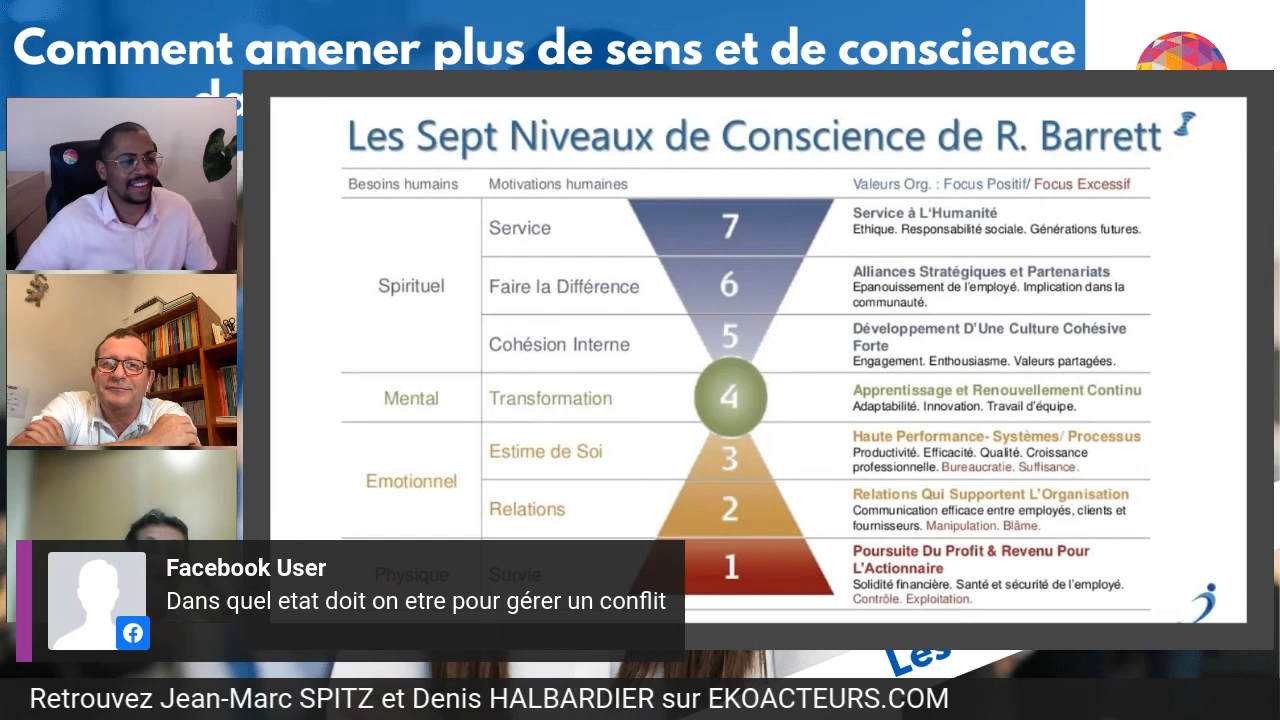 Comment amener plus de sens et de conscience
da
Les Sept Niveaux de Conscience de R. Barrett
Besoins humains Motivations humaines Valeurs Org. : Focus Positif/ Focus Excessif
Spirituel
Service
7
Service à L'Humanité
Ethique. Responsabilité sociale. Générations futures.
Faire la Différence
6
Alliances Stratégiques et Partenariats
Epanouissement de l'employé. Implication dans la
communauté.
Cohésion Interne
5
Développement D'Une Culture Cohésive
Forte
Engagement. Enthousiasme. Valeurs partagées.
Mental
Transformation
4
Apprentissage et Renouvellement Continu
Adaptabilité. Innovation. Travail d'équipe.
Emotionnel
Estime de Soi
3
Haute Performance- Systèmes/ Processus
Productivité. Efficacité. Qualité. Croissance
professionnelle. Bureaucratie. Suffisance.
Relations
2
Relations Qui Supportent L'Organisation
Communication efficace entre employés, clients et
fournisseurs. Manipulation. Blâme.
Physique
Survie
1
Poursuite Du Profit & Revenu Pour
L'Actionnaire
Solidité financière. Santé et sécurité de l'employé.
Contrôle. Exploitation.
Facebook User
Dans quel etat doit on etre pour gérer un conflit
Les
Retrouvez Jean-Marc SPITZ et Denis HALBARDIER sur EKOACTEURS.COM